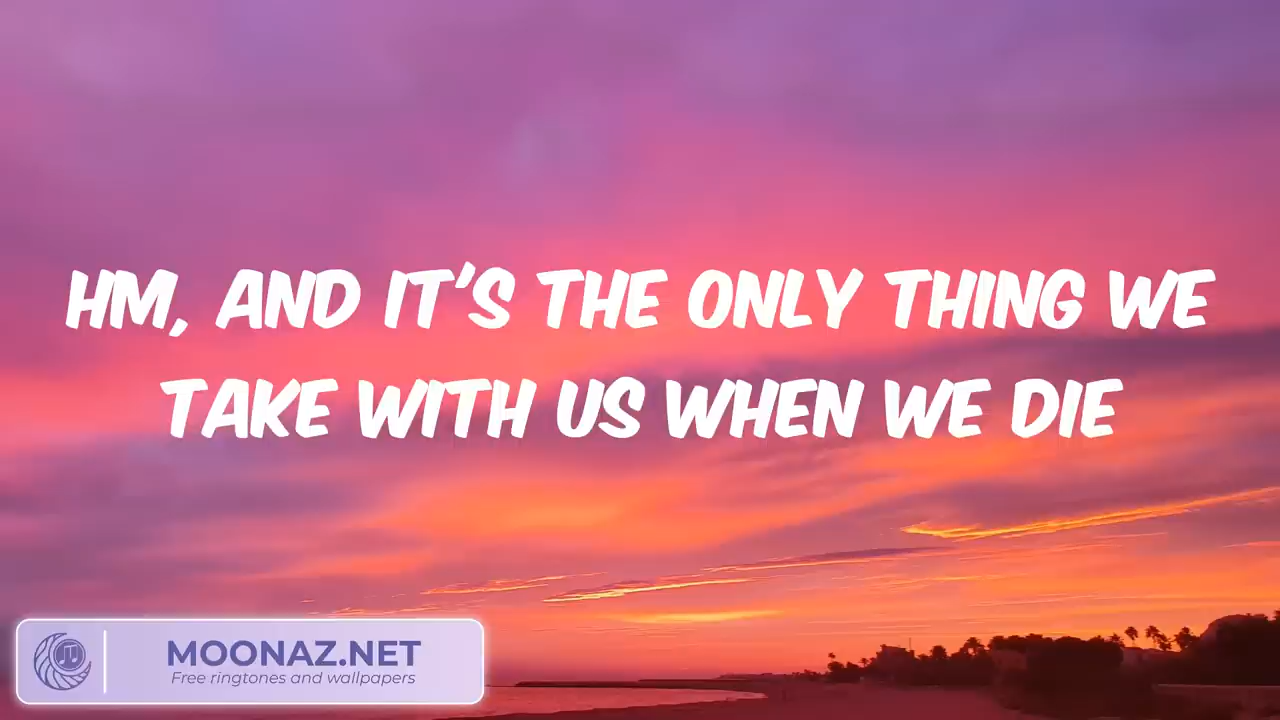 HM, AND IT'S THE ONLY THING WE
TAKE WITH US WHEN WE DIE
MOONAZ.NET
Free ringtones and wallpapers